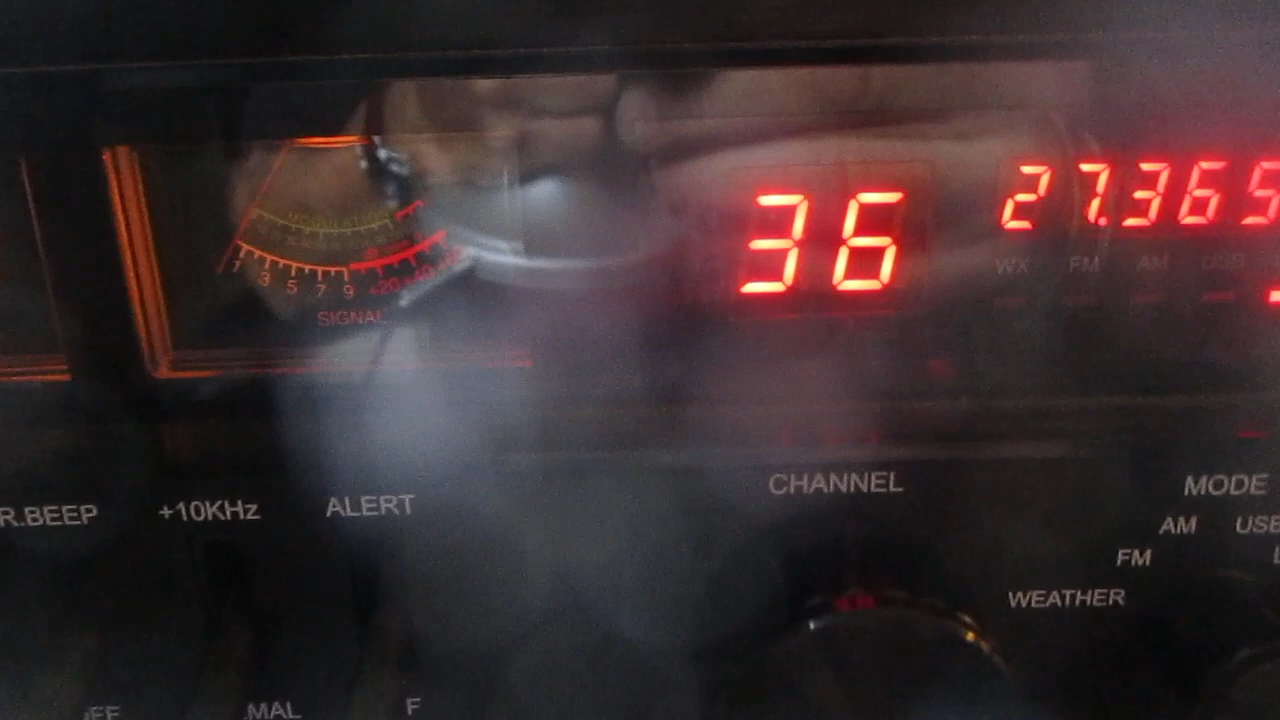 MODULATION
1 3 5 7 9 +20 +40
SIGNAL
36
27.365
WX FM AM USB
R.BEEP +10KHz ALERT
CHANNEL
MODE
AM USB
FM
WEATHER
F